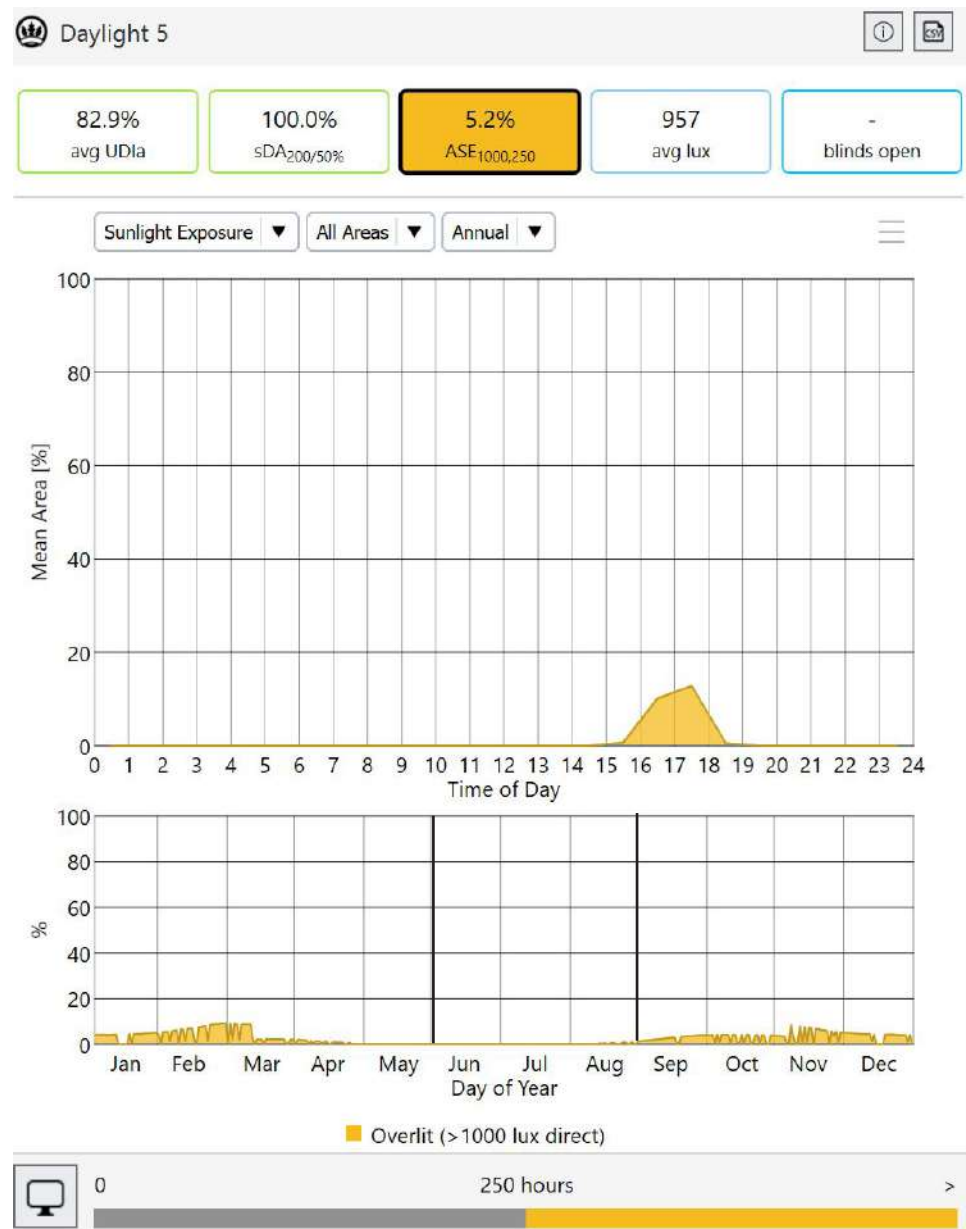 Daylight 5
CSV
82.9% 100.0% 5.2% 957 -
avg UDIa sDA200/50% ASE1000,250 avg lux blinds open
Sunlight Exposure ▼ All Areas ▼ Annual ▼
100
80
60
40
20
0
Mean Area [%]
0 1 2 3 4 5 6 7 8 9 10 11 12 13 14 15 16 17 18 19 20 21 22 23 24
Time of Day
100
80
60
40
20
0
%
Jan Feb Mar Apr May Jun Jul Aug Sep Oct Nov Dec
Day of Year
Overlit (>1000 lux direct)
0 250 hours >